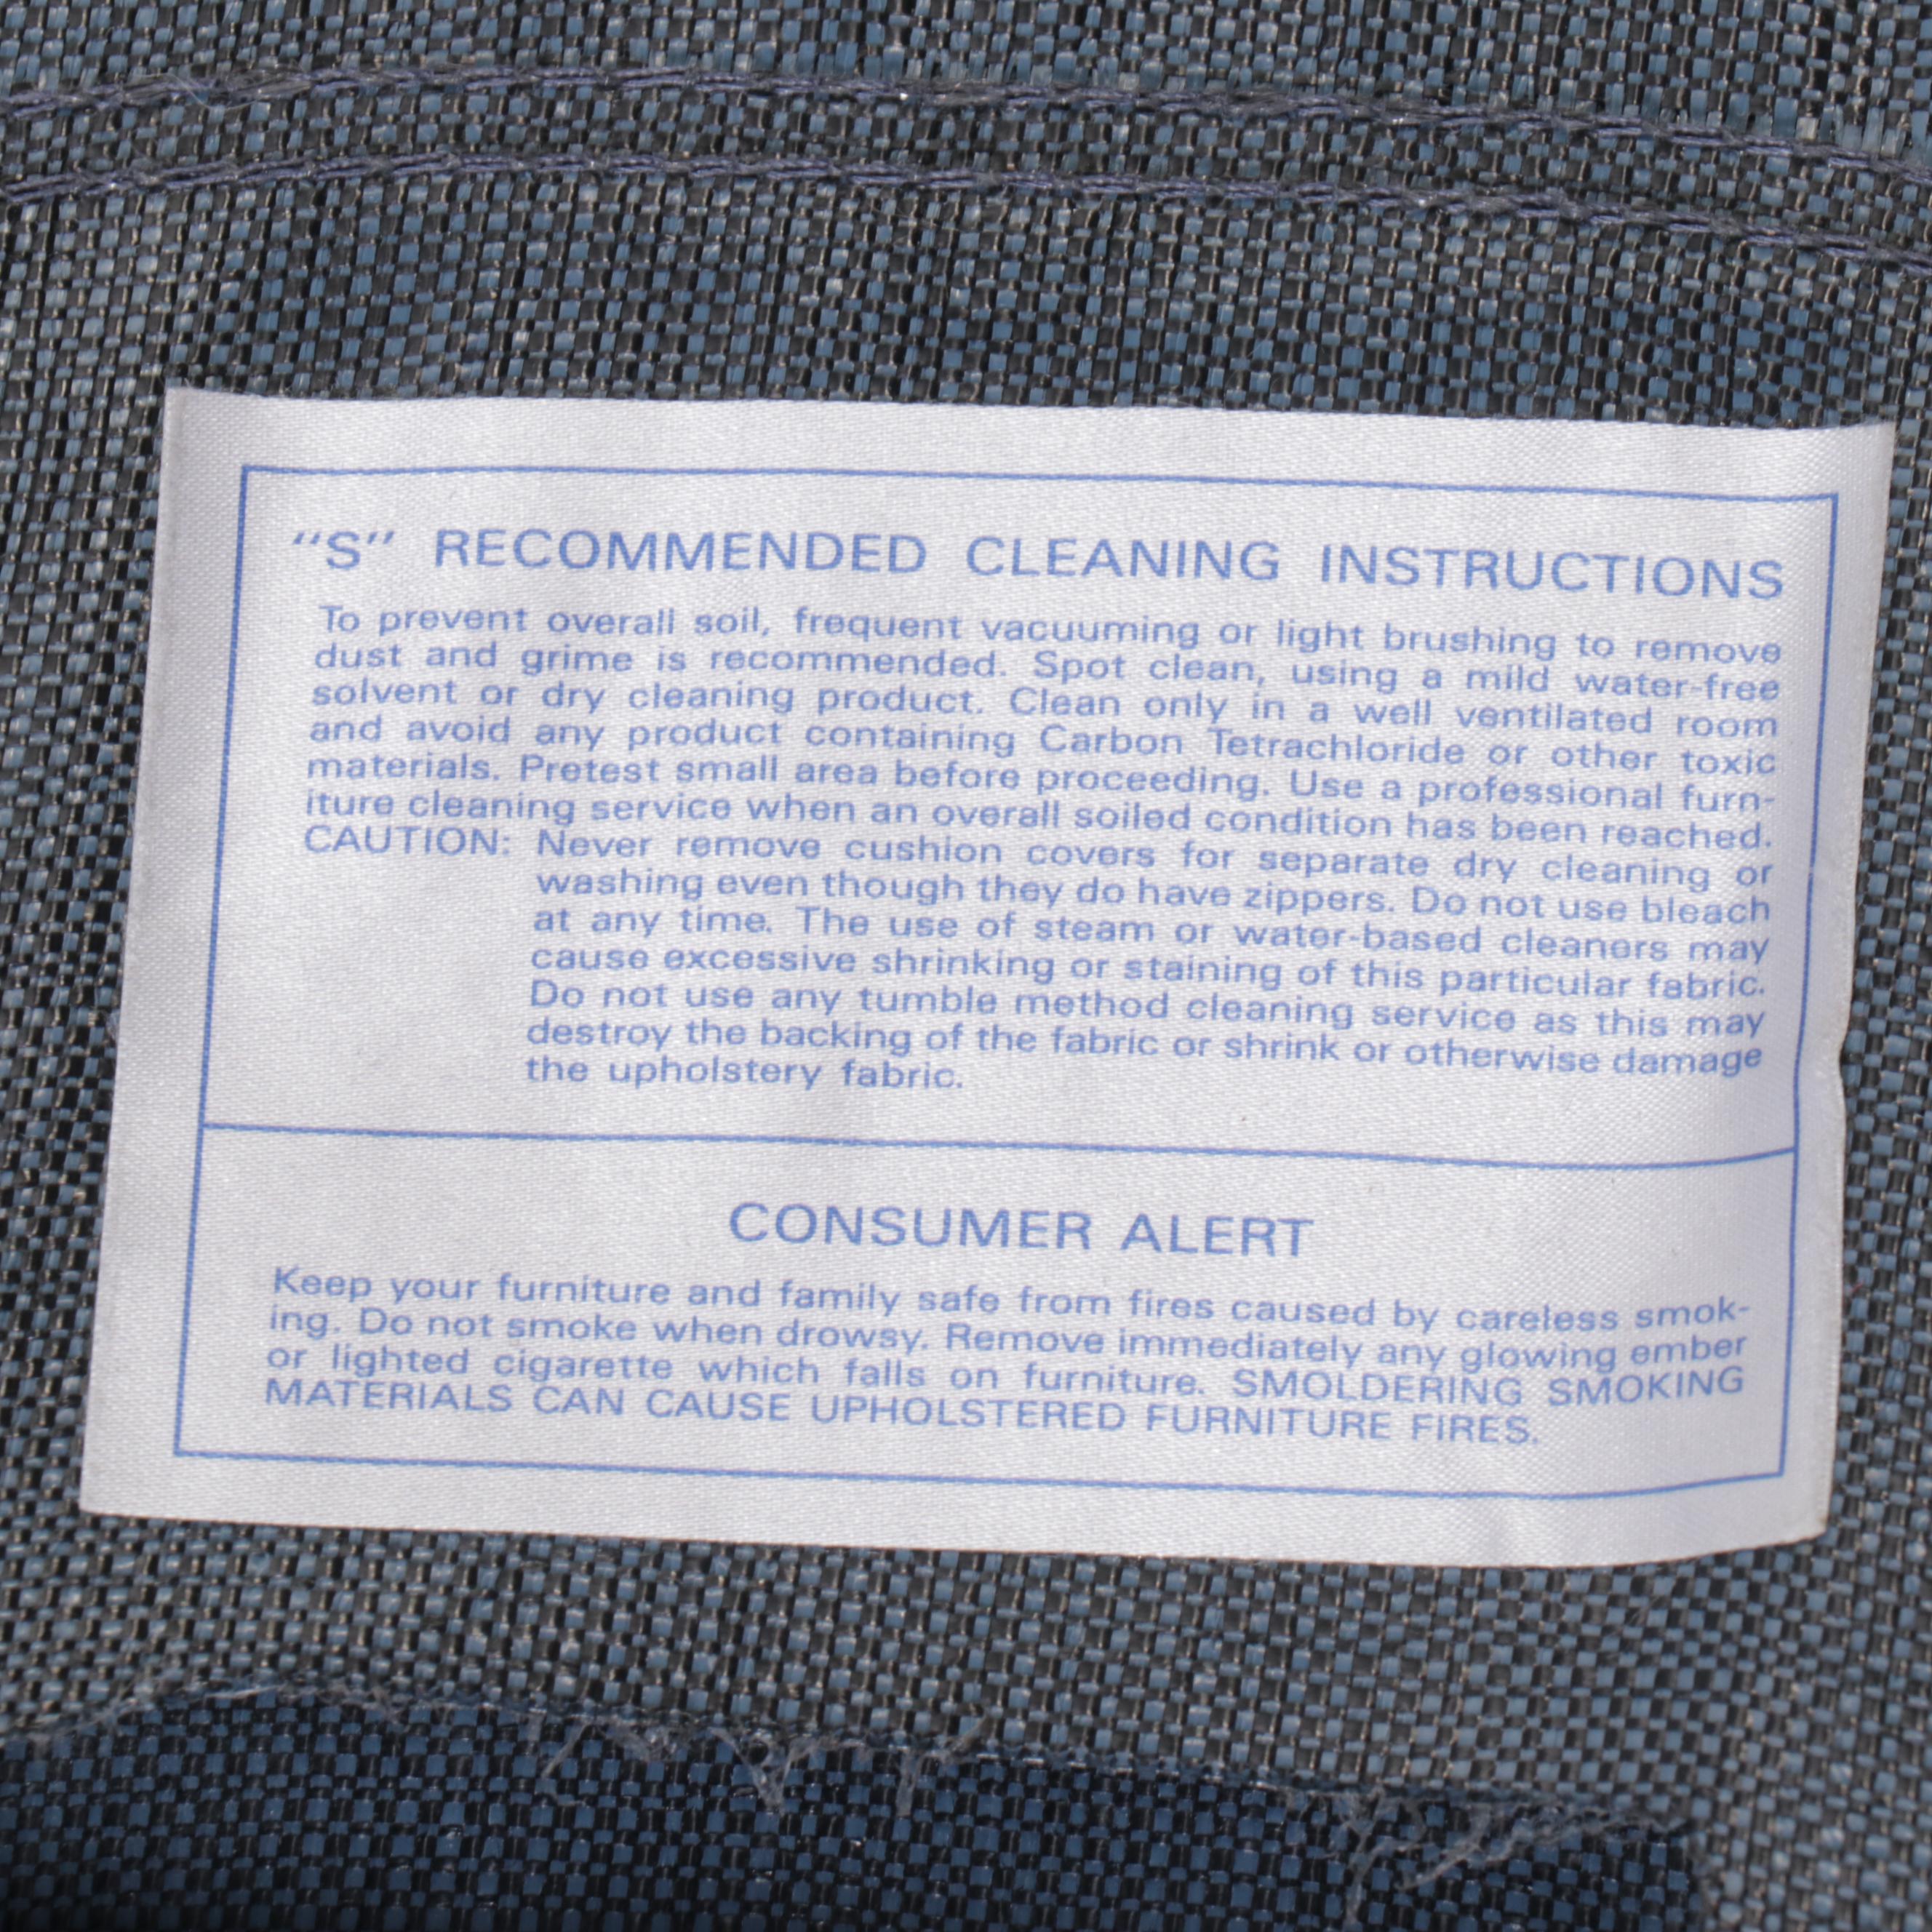 "S" RECOMMENDED CLEANING INSTRUCTIONS
To prevent overall soil, frequent vacuuming or light brushing to remove
dust and grime is recommended. Spot clean, using a mild water-free
solvent or dry cleaning product. Clean only in a well ventilated room
and avoid any product containing Carbon Tetrachloride or other toxic
materials. Pretest small area before proceeding. Use a professional furn-
iture cleaning service when an overall soiled condition has been reached.
CAUTION: Never remove cushion covers for separate dry cleaning or
washing even though they do have zippers. Do not use bleach
at any time. The use of steam or water-based cleaners may
cause excessive shrinking or staining of this particular fabric.
Do not use any tumble method cleaning service as this may
destroy the backing of the fabric or shrink or otherwise damage
the upholstery fabric.
CONSUMER ALERT
Keep your furniture and family safe from fires caused by careless smok-
ing. Do not smoke when drowsy. Remove immediately any glowing ember
or lighted cigarette which falls on furniture. SMOLDERING SMOKING
MATERIALS CAN CAUSE UPHOLSTERED FURNITURE FIRES.